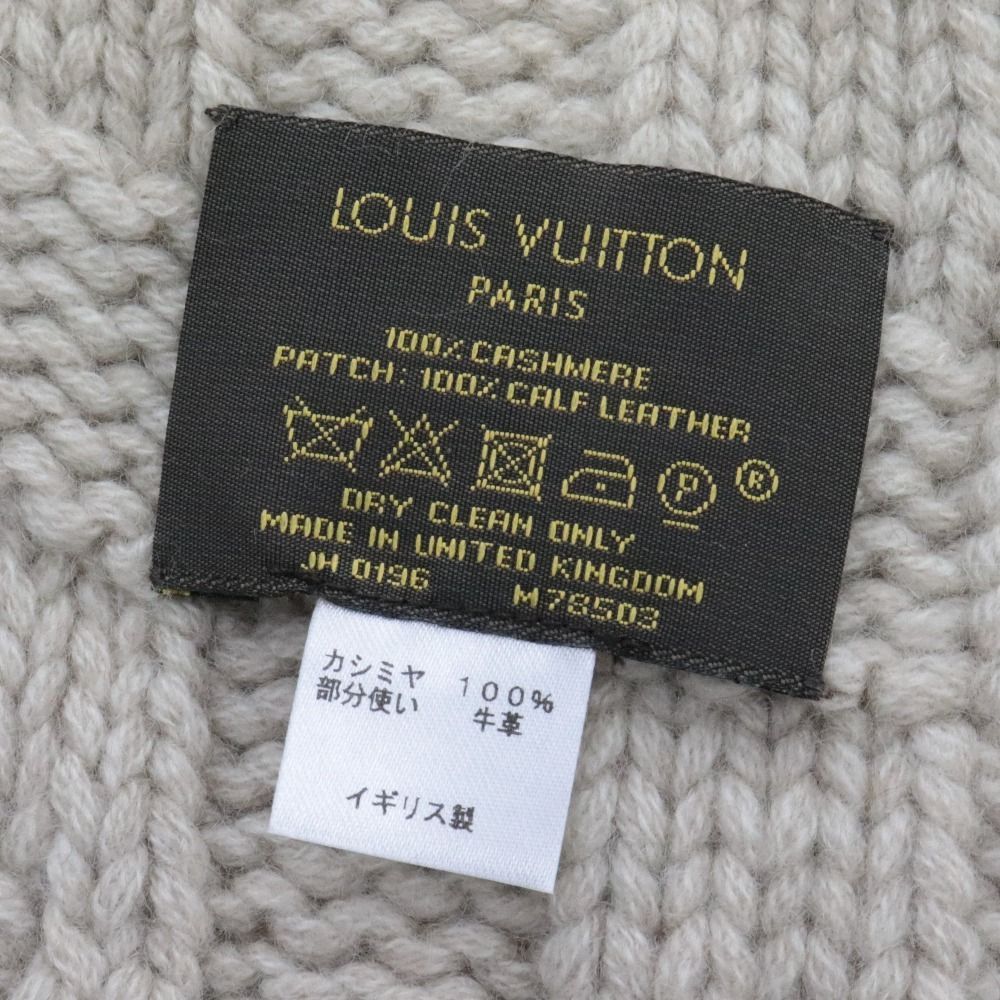 LOUIS VUITTON
PARIS
100% CASHMERE
PATCH: 100% CALF LEATHER
P ®
DRY CLEAN ONLY
MADE IN UNITED KINGDOM
JH 0196 M78503
カシミヤ 100%
部分使い 牛革
イギリス製